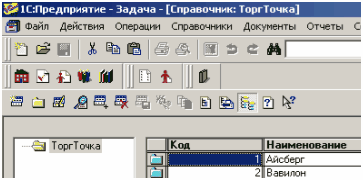 1С:Предприятие - Задача - [Справочник: ТоргТочка]
Файл Действия Операции Справочники Документы Отчеты С
ТоргТочка
Код Наименование
1 Айсберг
2 Вавилон